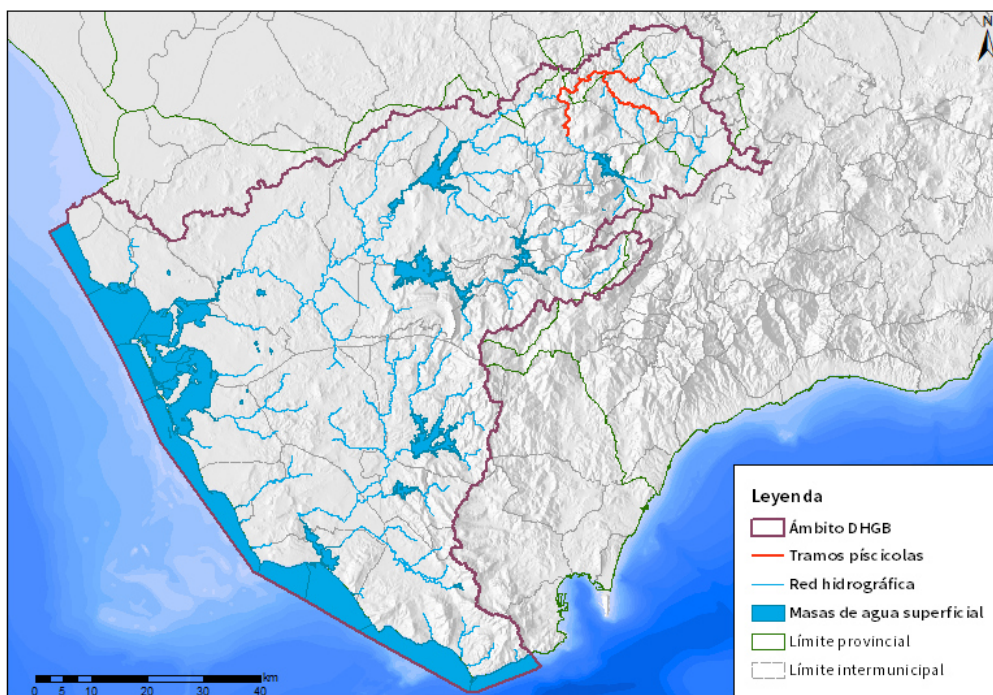 N
Leyenda
Ámbito DHGB
Tramos píscícolas
Red hidrográfica
Masas de agua superficial
Límite provincial
Límite intermunicipal
km
0 5 10 20 30 40